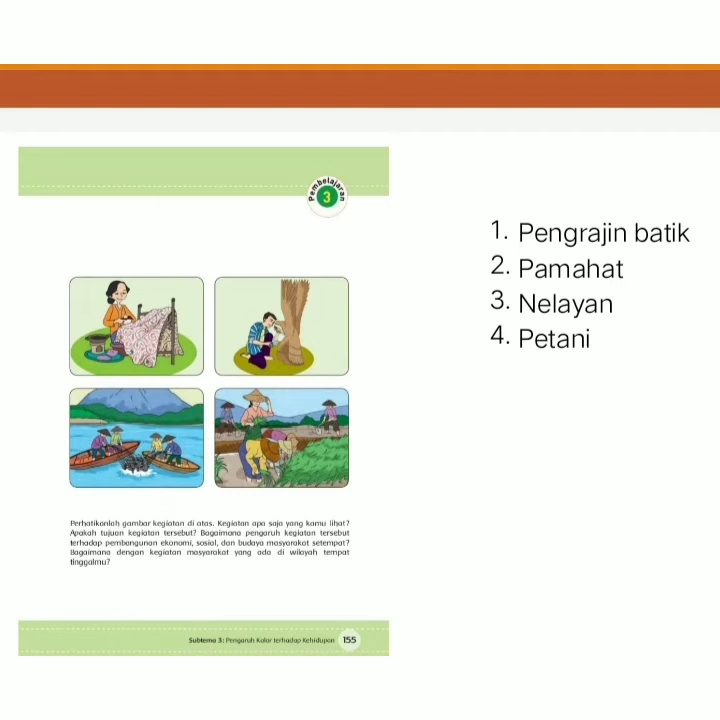 Pembelajaran
3
1. Pengrajin batik
2. Pamahat
3. Nelayan
4. Petani
Perhatikanlah gambar kegiatan di atas. Kegiatan apa saja yang kamu lihat?
Apakah tujuan kegiatan tersebut? Bagaimana pengaruh kegiatan tersebut
terhadap pembangunan ekonomi, sosial, dan budaya masyarakat setempat?
Bagaimana dengan kegiatan masyarakat yang ada di wilayah tempat
tinggalmu?
Subtema 3: Pengaruh Kalor terhadap Kehidupan 155